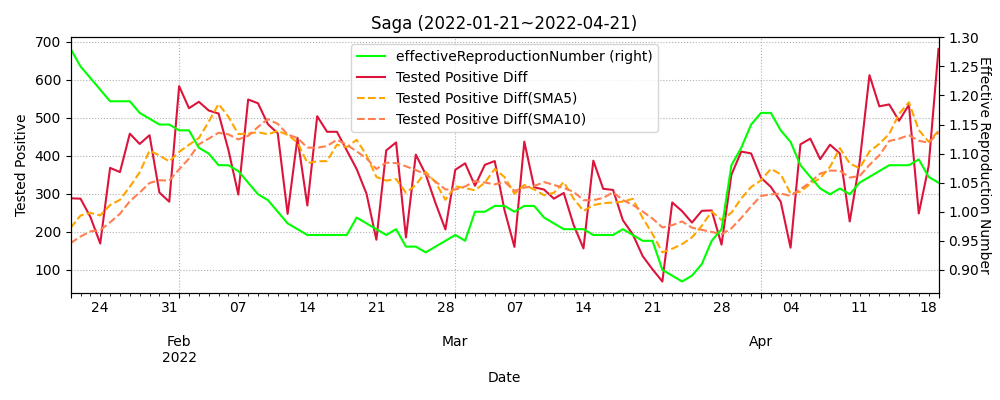 Saga (2022-01-21~2022-04-21)
effectiveReproductionNumber (right)
Tested Positive Diff
Tested Positive Diff(SMA5)
Tested Positive Diff(SMA10)
Tested Positive
700
600
500
400
300
200
100
1.30
1.25
1.20
1.15
1.10
1.05
1.00
0.95
0.90
Effective Reproduction Number
24 31 07 14 21 28 07 14 21 28 04 11 18
Feb Mar Apr
2022
Date